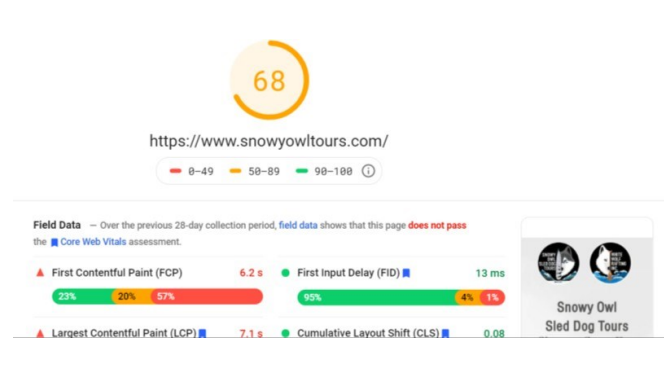 68
https://www.snowyowltours.com/
0–49 50–89 90–100
Field Data — Over the previous 28-day collection period, field data shows that this page does not pass
the Core Web Vitals assessment.
First Contentful Paint (FCP) 6.2 s
First Input Delay (FID) 13 ms
23% 20% 57%
95% 4% 1%
Largest Contentful Paint (LCP) 7.1 s
Cumulative Layout Shift (CLS) 0.08
Snowy Owl
Sled Dog Tours